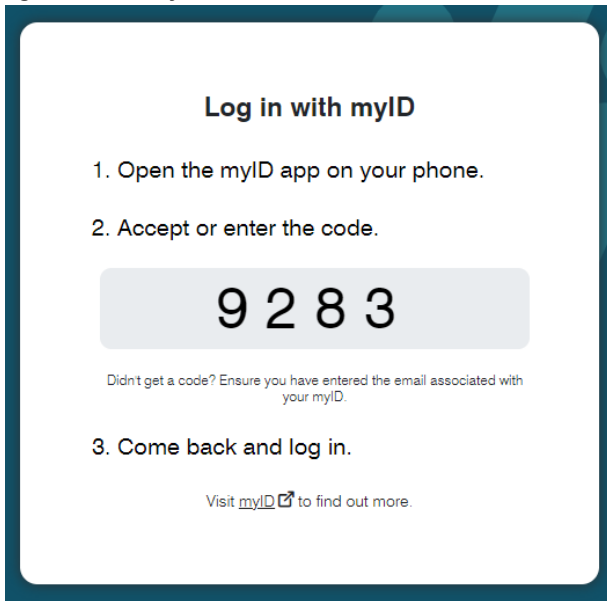 Log in with myID
1. Open the myID app on your phone.
2. Accept or enter the code.
9 2 8 3
Didn't get a code? Ensure you have entered the email associated with
your myID.
3. Come back and log in.
Visit myID to find out more.